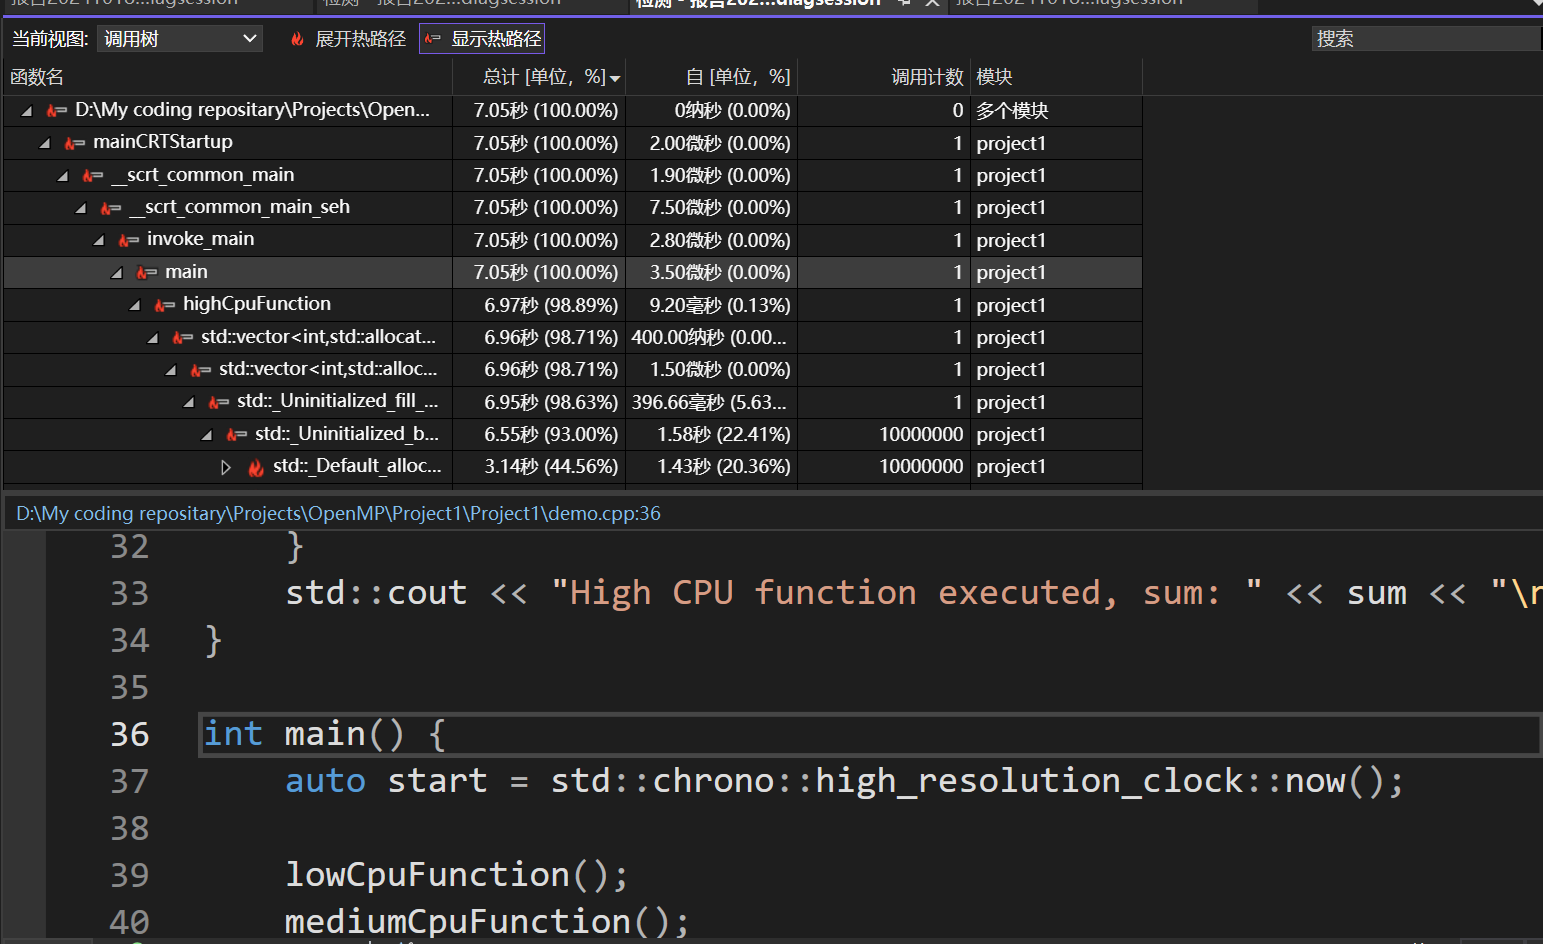 检测 - 报告202...diagsession
当前视图: 调用树 展开热路径 显示热路径 搜索
函数名 总计 [单位, %] 自 [单位, %] 调用计数 模块
D:\My coding repositary\Projects\Open... 7.05秒 (100.00%) 0纳秒 (0.00%) 0 多个模块
mainCRTStartup 7.05秒 (100.00%) 2.00微秒 (0.00%) 1 project1
__scrt_common_main 7.05秒 (100.00%) 1.90微秒 (0.00%) 1 project1
__scrt_common_main_seh 7.05秒 (100.00%) 7.50微秒 (0.00%) 1 project1
invoke_main 7.05秒 (100.00%) 2.80微秒 (0.00%) 1 project1
main 7.05秒 (100.00%) 3.50微秒 (0.00%) 1 project1
highCpuFunction 6.97秒 (98.89%) 9.20毫秒 (0.13%) 1 project1
std::vector<int,std::allocat... 6.96秒 (98.71%) 400.00纳秒 (0.00... 1 project1
std::vector<int,std::alloc... 6.96秒 (98.71%) 1.50微秒 (0.00%) 1 project1
std::_Uninitialized_fill_... 6.95秒 (98.63%) 396.66毫秒 (5.63... 1 project1
std::_Uninitialized_b... 6.55秒 (93.00%) 1.58秒 (22.41%) 10000000 project1
std::_Default_alloc... 3.14秒 (44.56%) 1.43秒 (20.36%) 10000000 project1
D:\My coding repositary\Projects\OpenMP\Project1\Project1\demo.cpp:36
32 }
33 std::cout << "High CPU function executed, sum: " << sum << "\
34 }
35
36 int main() {
37 auto start = std::chrono::high_resolution_clock::now();
38
39 lowCpuFunction();
40 mediumCpuFunction();